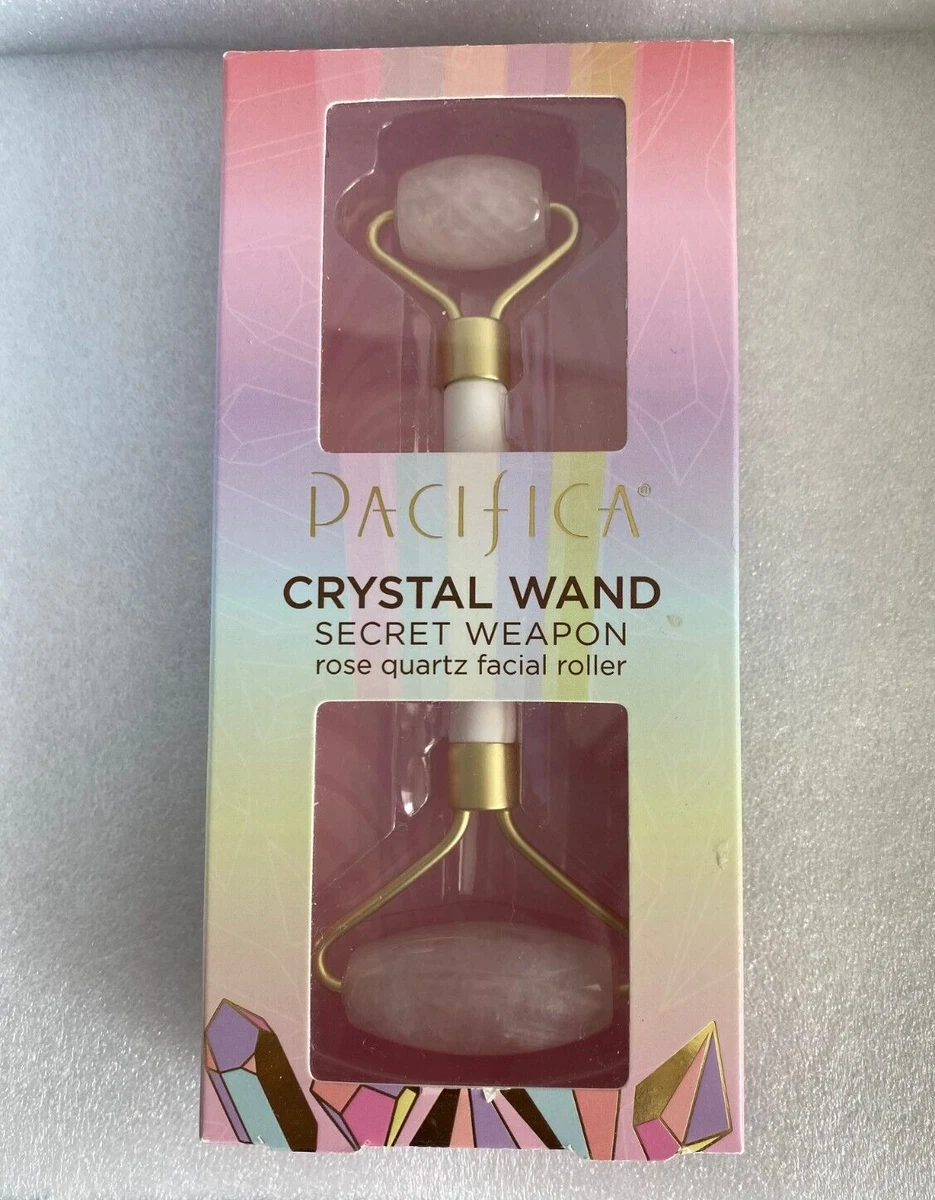 PACIFICA®
CRYSTAL WAND
SECRET WEAPON
rose quartz facial roller